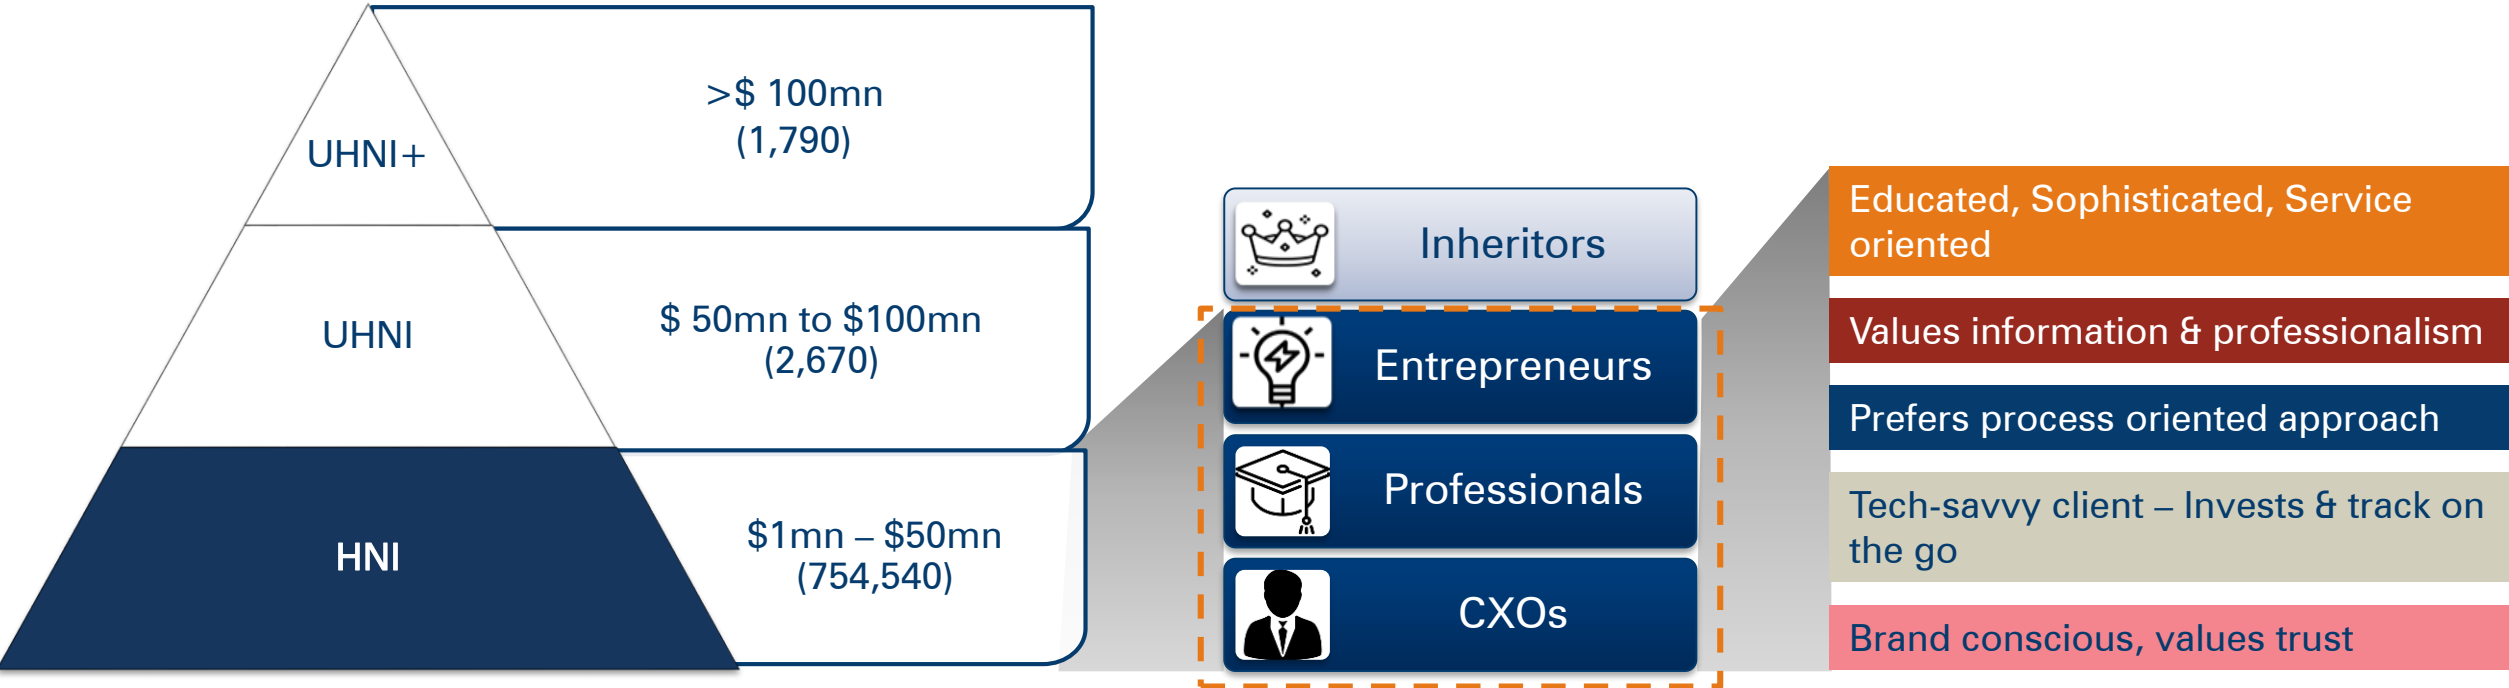 UHNI+
>$ 100mn
(1,790)
UHNI
$ 50mn to $100mn
(2,670)
HNI
$1mn – $50mn
(754,540)
Inheritors
Entrepreneurs
Professionals
CXOs
Educated, Sophisticated, Service
oriented
Values information & professionalism
Prefers process oriented approach
Tech-savvy client – Invests & track on
the go
Brand conscious, values trust